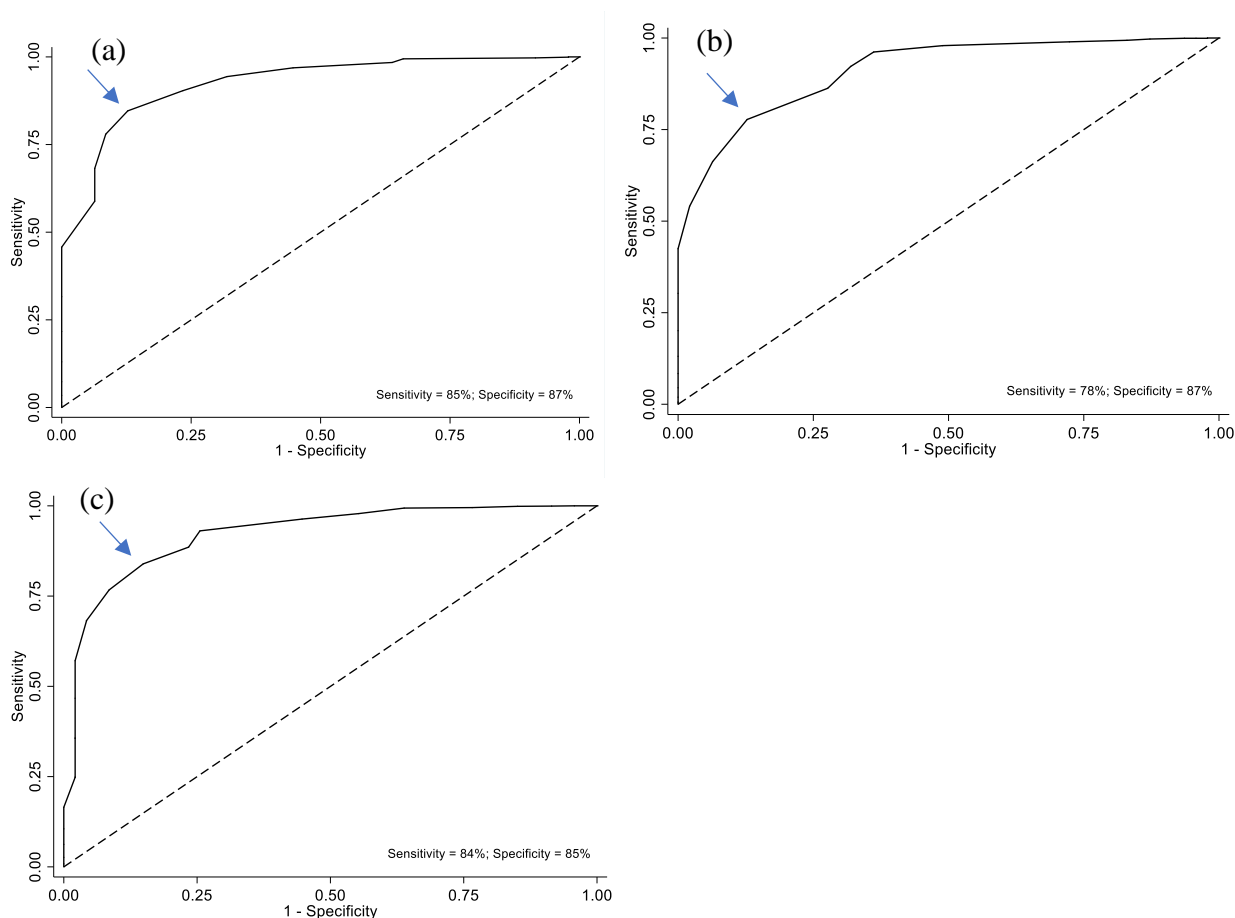 (a)
1.00
0.75
0.50
0.25
0.00
Sensitivity
Sensitivity = 85%; Specificity = 87%
0.00 0.25 0.50 0.75 1.00
1 - Specificity
(b)
1.00
0.75
0.50
0.25
0.00
Sensitivity
Sensitivity = 78%; Specificity = 87%
0.00 0.25 0.50 0.75 1.00
1 - Specificity
(c)
1.00
0.75
0.50
0.25
0.00
Sensitivity
Sensitivity = 84%; Specificity = 85%
0.00 0.25 0.50 0.75 1.00
1 - Specificity